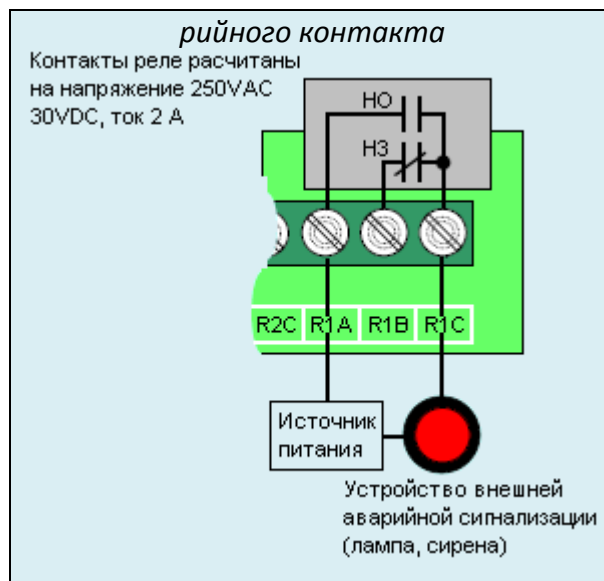 рийного контакта
Контакты реле расчитаны
на напряжение 250VAC
30VDC, ток 2 А
НО
НЗ
R2C R1A R1B R1C
Источник
питания
Устройство внешней
аварийной сигнализации
(лампа, сирена)